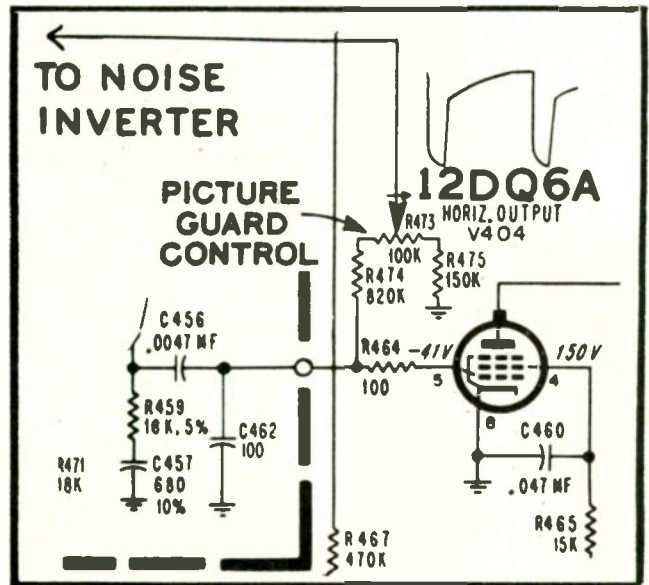 TO NOISE
INVERTER
12DQ6A
HORIZ. OUTPUT
V404
PICTURE
GUARD
CONTROL
R473
100K
R474
820K
R475
150K
C456
.0047 MF
R464
100
-41V
5
150V
4
6
R459
18K, 5%
C462
100
C460
.047 MF
R471
18K
C457
680
10%
R467
470K
R465
15K